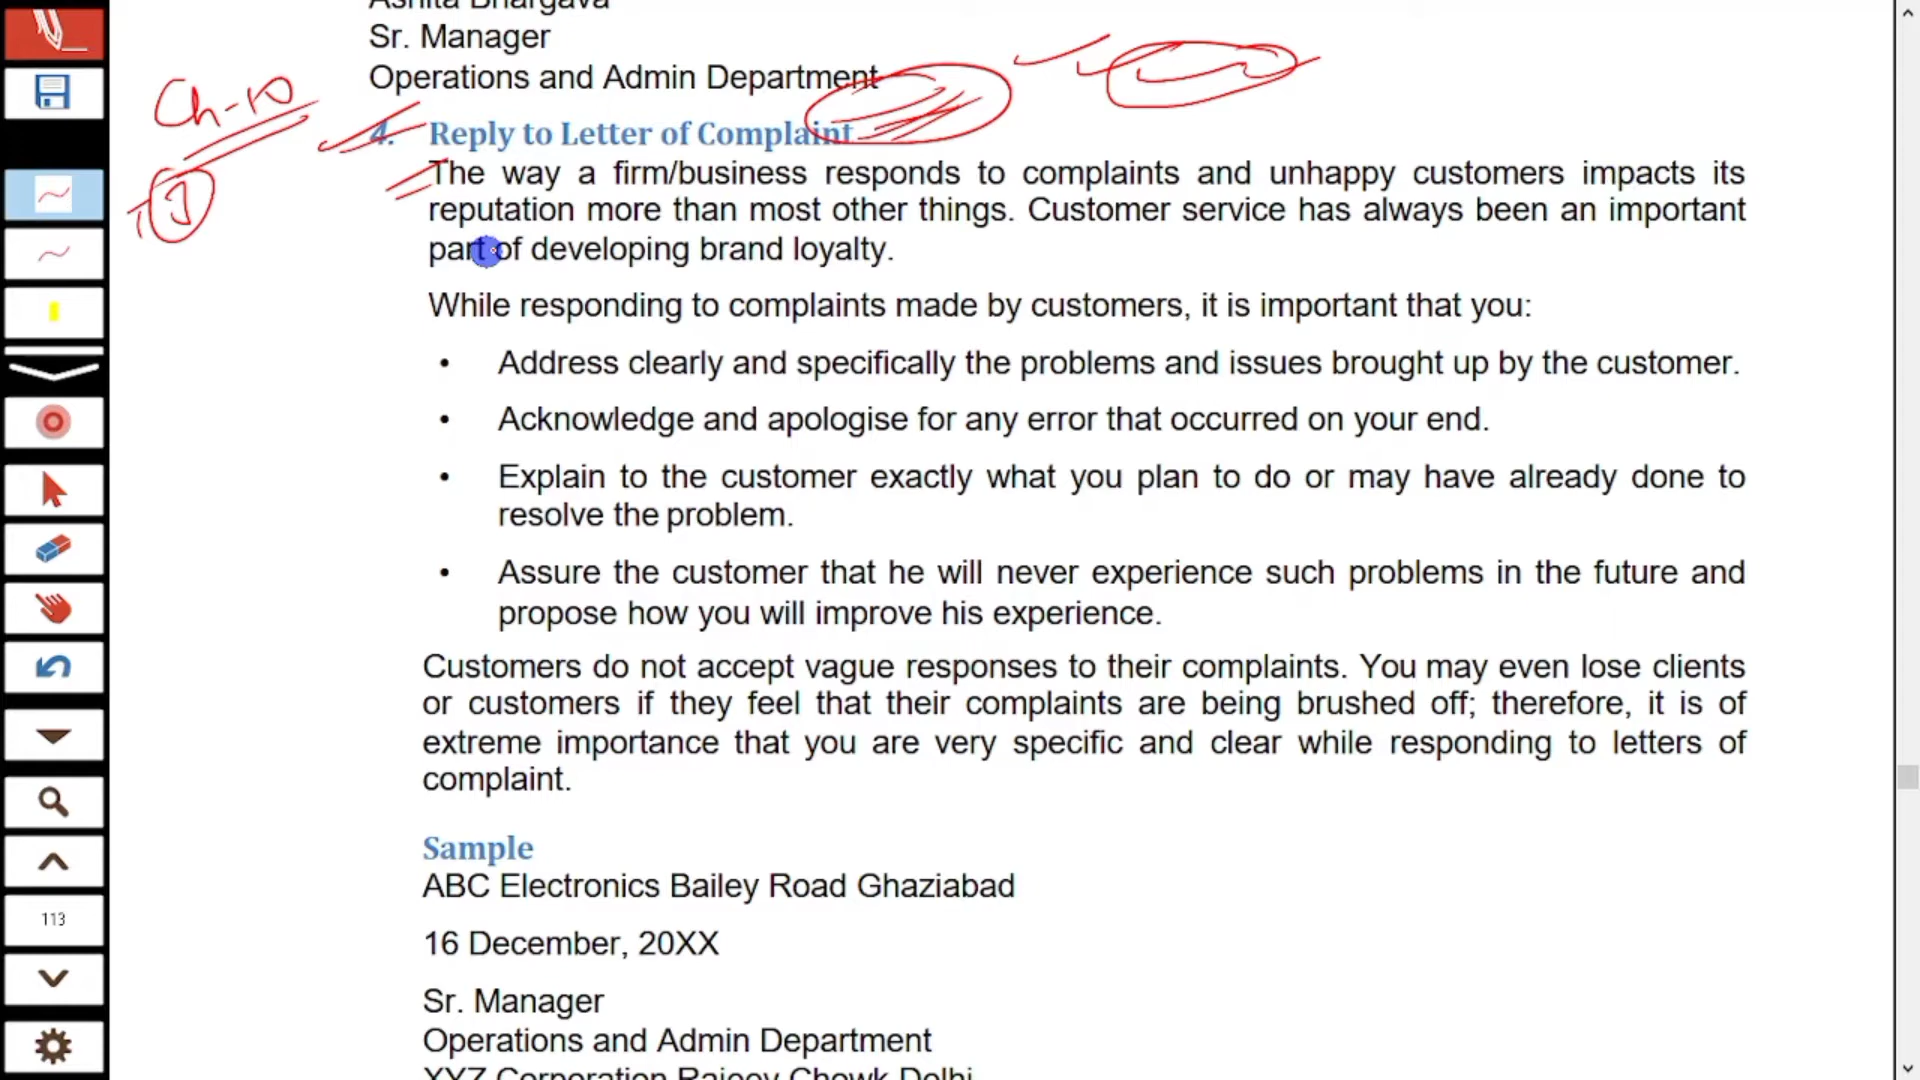 Ashita Bhargava
Sr. Manager
Operations and Admin Department
Ch-10
4. Reply to Letter of Complaint
The way a firm/business responds to complaints and unhappy customers impacts its
reputation more than most other things. Customer service has always been an important
part of developing brand loyalty.
While responding to complaints made by customers, it is important that you:
• Address clearly and specifically the problems and issues brought up by the customer.
• Acknowledge and apologise for any error that occurred on your end.
• Explain to the customer exactly what you plan to do or may have already done to
resolve the problem.
• Assure the customer that he will never experience such problems in the future and
propose how you will improve his experience.
Customers do not accept vague responses to their complaints. You may even lose clients
or customers if they feel that their complaints are being brushed off; therefore, it is of
extreme importance that you are very specific and clear while responding to letters of
complaint.
Sample
ABC Electronics Bailey Road Ghaziabad
113
16 December, 20XX
Sr. Manager
Operations and Admin Department
XYZ Corporation Rajeev Chowk Delhi